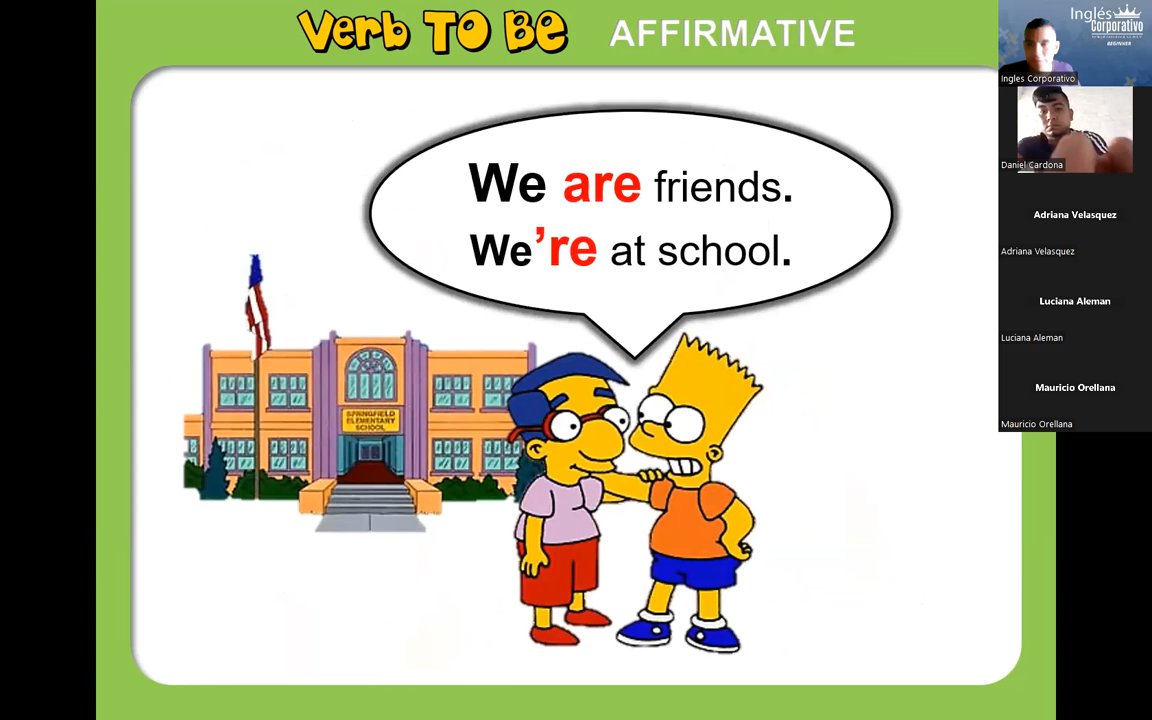 Verb TO BE AFFIRMATIVE
We are friends.
We're at school.
SPRINGFIELD
ELEMENTARY
SCHOOL
Inglés
Corporativo
BEGINNER
Ingles Corporativo
Daniel Cardona
Adriana Velasquez
Adriana Velasquez
Luciana Aleman
Luciana Aleman
Mauricio Orellana
Mauricio Orellana